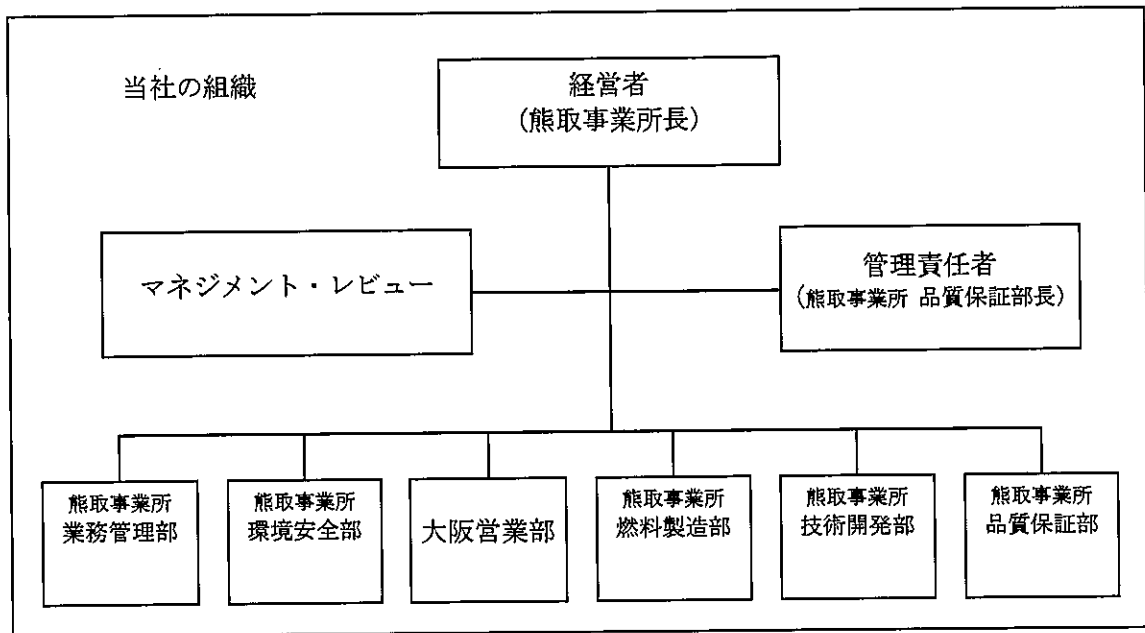 当社の組織
経営者
(熊取事業所長)
マネジメント・レビュー
管理責任者
(熊取事業所 品質保証部長)
熊取事業所
業務管理部
熊取事業所
環境安全部
大阪営業部
熊取事業所
燃料製造部
熊取事業所
技術開発部
熊取事業所
品質保証部